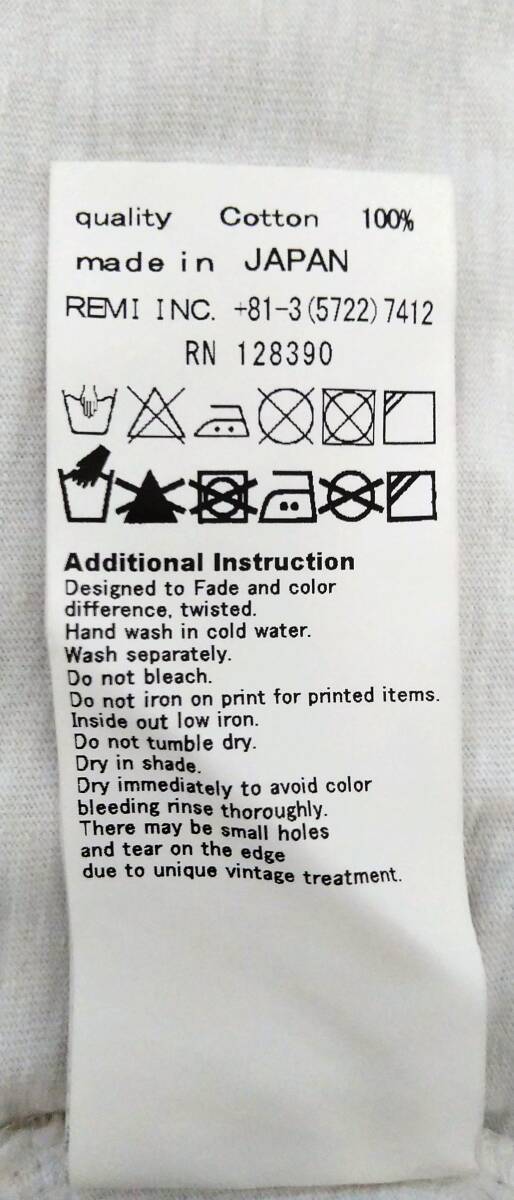 quality Cotton 100%
made in JAPAN
REMI INC. +81-3(5722)7412
RN 128390
Additional Instruction
Designed to Fade and color
difference, twisted.
Hand wash in cold water.
Wash separately.
Do not bleach.
Do not iron on print for printed items.
Inside out low iron.
Do not tumble dry.
Dry in shade.
Dry immediately to avoid color
bleeding rinse thoroughly.
There may be small holes
and tear on the edge
due to unique vintage treatment.